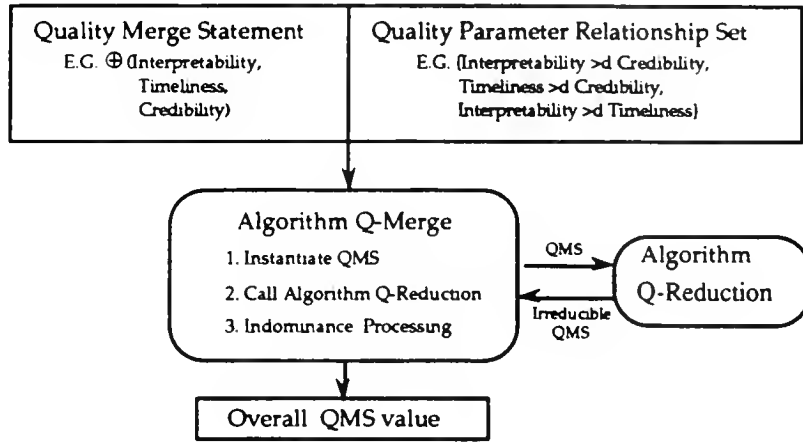 Quality Merge Statement
E.G. ⊕ (Interpretability,
Timeliness,
Credibility)
Quality Parameter Relationship Set
E.G. {Interpretability >d Credibility,
Timeliness >d Credibility,
Interpretability >d Timeliness}
Algorithm Q-Merge
1. Instantiate QMS
2. Call Algorithm Q-Reduction
3. Indominance Processing
QMS
Irreducible
QMS
Algorithm
Q-Reduction
Overall QMS value